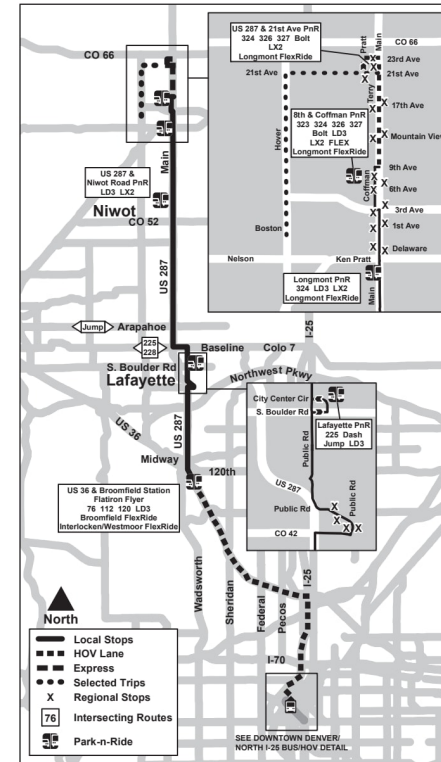 US 287 & 21st Ave PnR
324 326 327 Bolt
LX2
Longmont FlexRide
Pratt
Main
CO 66
23rd Ave
21st Ave
21st Ave
Terry
17th Ave
8th & Coffman PnR
323 324 326 327
Bolt LD3
LX2 FLEX
Longmont FlexRide
Mountain View
Hover
9th Ave
Coffman
6th Ave
3rd Ave
1st Ave
Boston
Delaware
Nelson
Ken Pratt
Longmont PnR
324 LD3 LX2
Longmont FlexRide
Main
CO 66
Main
US 287 &
Niwot Road PnR
LD3 LX2
Niwot
CO 52
US 287
I-25
Jump
Arapahoe
225
228
Baseline
Colo 7
S. Boulder Rd
Lafayette
Northwest Pkwy
City Center Cir
S. Boulder Rd
Lafayette PnR
225 Dash
Jump LD3
Public Rd
US 287
Public Rd
Public Rd
CO 42
US 36
US 287
Midway
120th
US 36 & Broomfield Station
Flatiron Flyer
76 112 120 LD3
Broomfield FlexRide
Interlocken/Westmoor FlexRide
Wadsworth
Sheridan
Federal
Pecos
I-25
I-70
North
Local Stops
HOV Lane
Express
Selected Trips
X Regional Stops
76 Intersecting Routes
Park-n-Ride
SEE DOWNTOWN DENVER/
NORTH I-25 BUS/HOV DETAIL